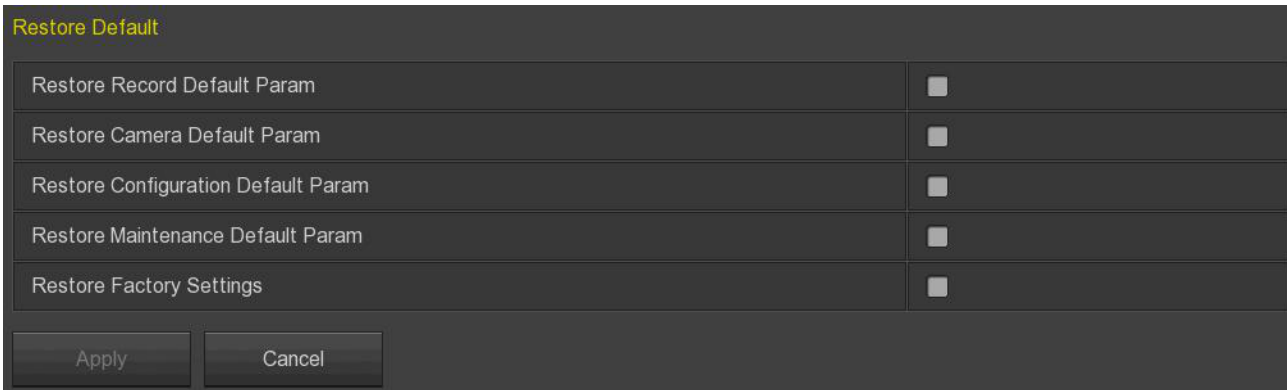 Restore Default
Restore Record Default Param
Restore Camera Default Param
Restore Configuration Default Param
Restore Maintenance Default Param
Restore Factory Settings
Apply Cancel